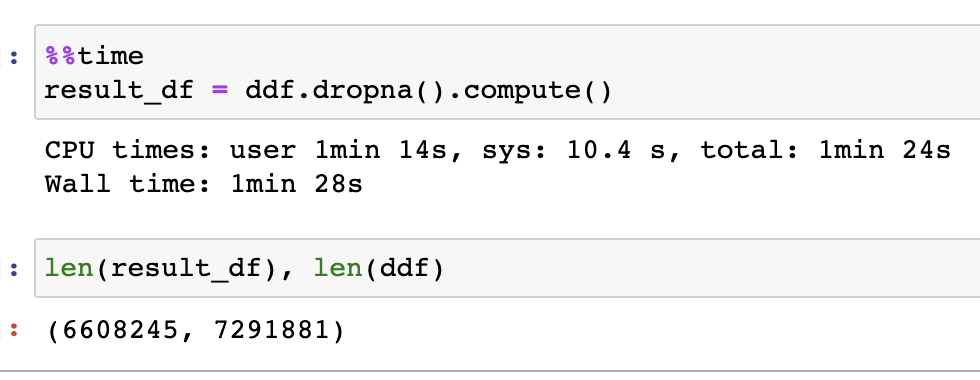 : %%time
result_df = ddf.dropna().compute()
CPU times: user 1min 14s, sys: 10.4 s, total: 1min 24s
Wall time: 1min 28s
: len(result_df), len(ddf)
: (6608245, 7291881)